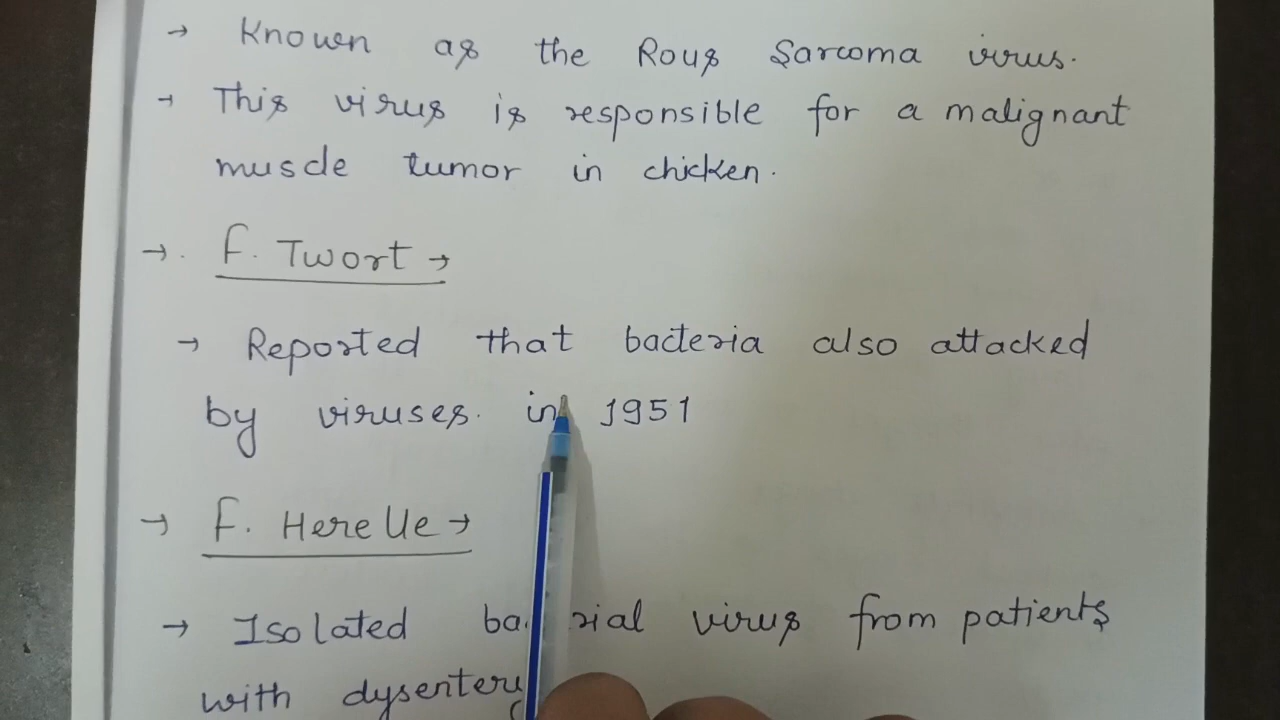 → Known as the Rous Sarcoma virus.
→ This virus is responsible for a malignant
muscle tumor in chicken.
→. F. Twort →
→ Reported that bacteria also attacked
by viruses. in 1951
→ F. Herelle →
→ Isolated ba rial virus from patients
with dysentery